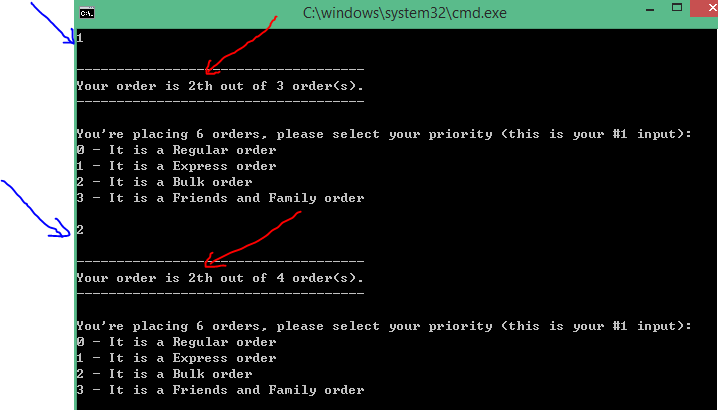 C:\windows\system32\cmd.exe
C:\.
1
------------------------------------
Your order is 2th out of 3 order(s).
------------------------------------
You're placing 6 orders, please select your priority (this is your #1 input):
0 - It is a Regular order
1 - It is a Express order
2 - It is a Bulk order
3 - It is a Friends and Family order
2
------------------------------------
Your order is 2th out of 4 order(s).
------------------------------------
You're placing 6 orders, please select your priority (this is your #1 input):
0 - It is a Regular order
1 - It is a Express order
2 - It is a Bulk order
3 - It is a Friends and Family order